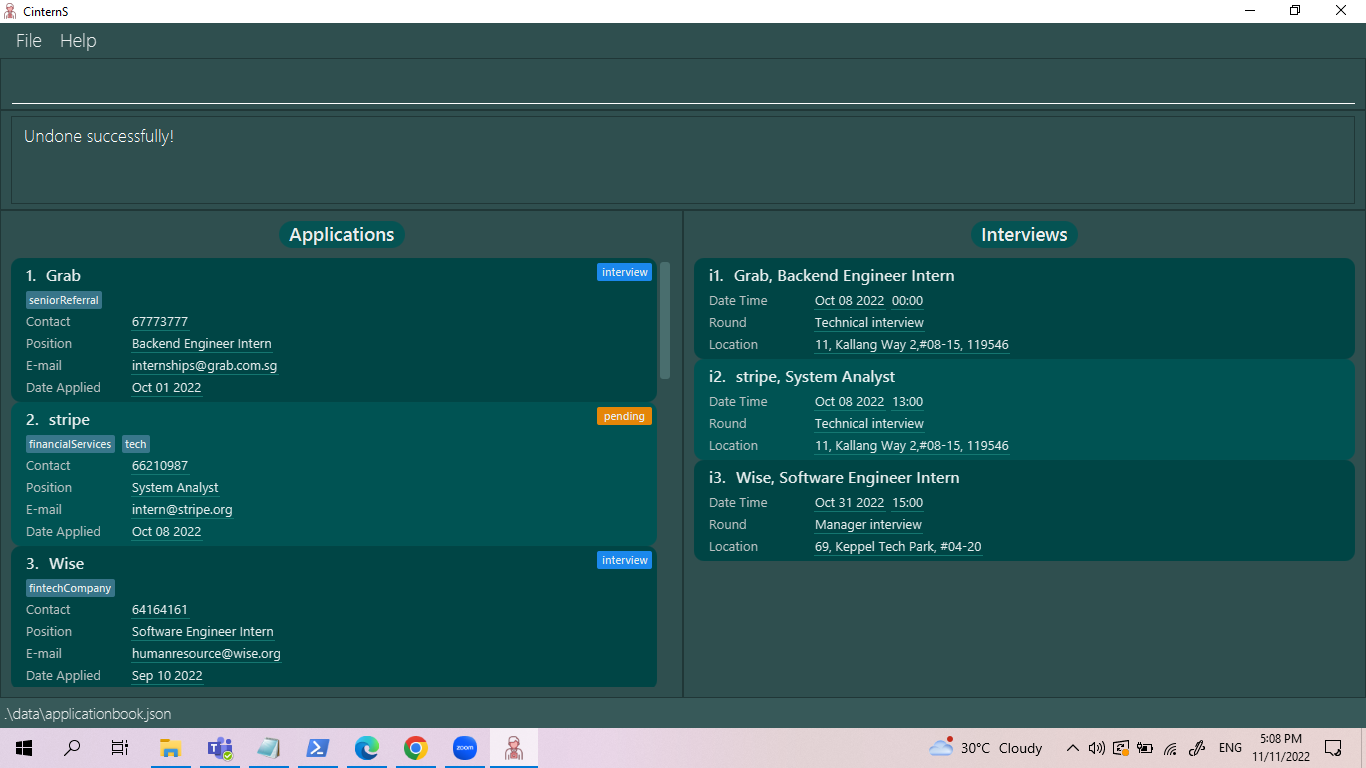 CinternS
File Help
Undone successfully!
Applications
1. Grab
interview
seniorReferral
Contact 67773777
Position Backend Engineer Intern
E-mail internships@grab.com.sg
Date Applied Oct 01 2022
2. stripe
pending
financialServices tech
Contact 66210987
Position System Analyst
E-mail intern@stripe.org
Date Applied Oct 08 2022
3. Wise
interview
fintechCompany
Contact 64164161
Position Software Engineer Intern
E-mail humanresource@wise.org
Date Applied Sep 10 2022
Interviews
i1. Grab, Backend Engineer Intern
Date Time Oct 08 2022 00:00
Round Technical interview
Location 11, Kallang Way 2,#08-15, 119546
i2. stripe, System Analyst
Date Time Oct 08 2022 13:00
Round Technical interview
Location 11, Kallang Way 2,#08-15, 119546
i3. Wise, Software Engineer Intern
Date Time Oct 31 2022 15:00
Round Manager interview
Location 69, Keppel Tech Park, #04-20
.\data\applicationbook.json
zoom
30°C Cloudy
ENG
5:08 PM
11/11/2022